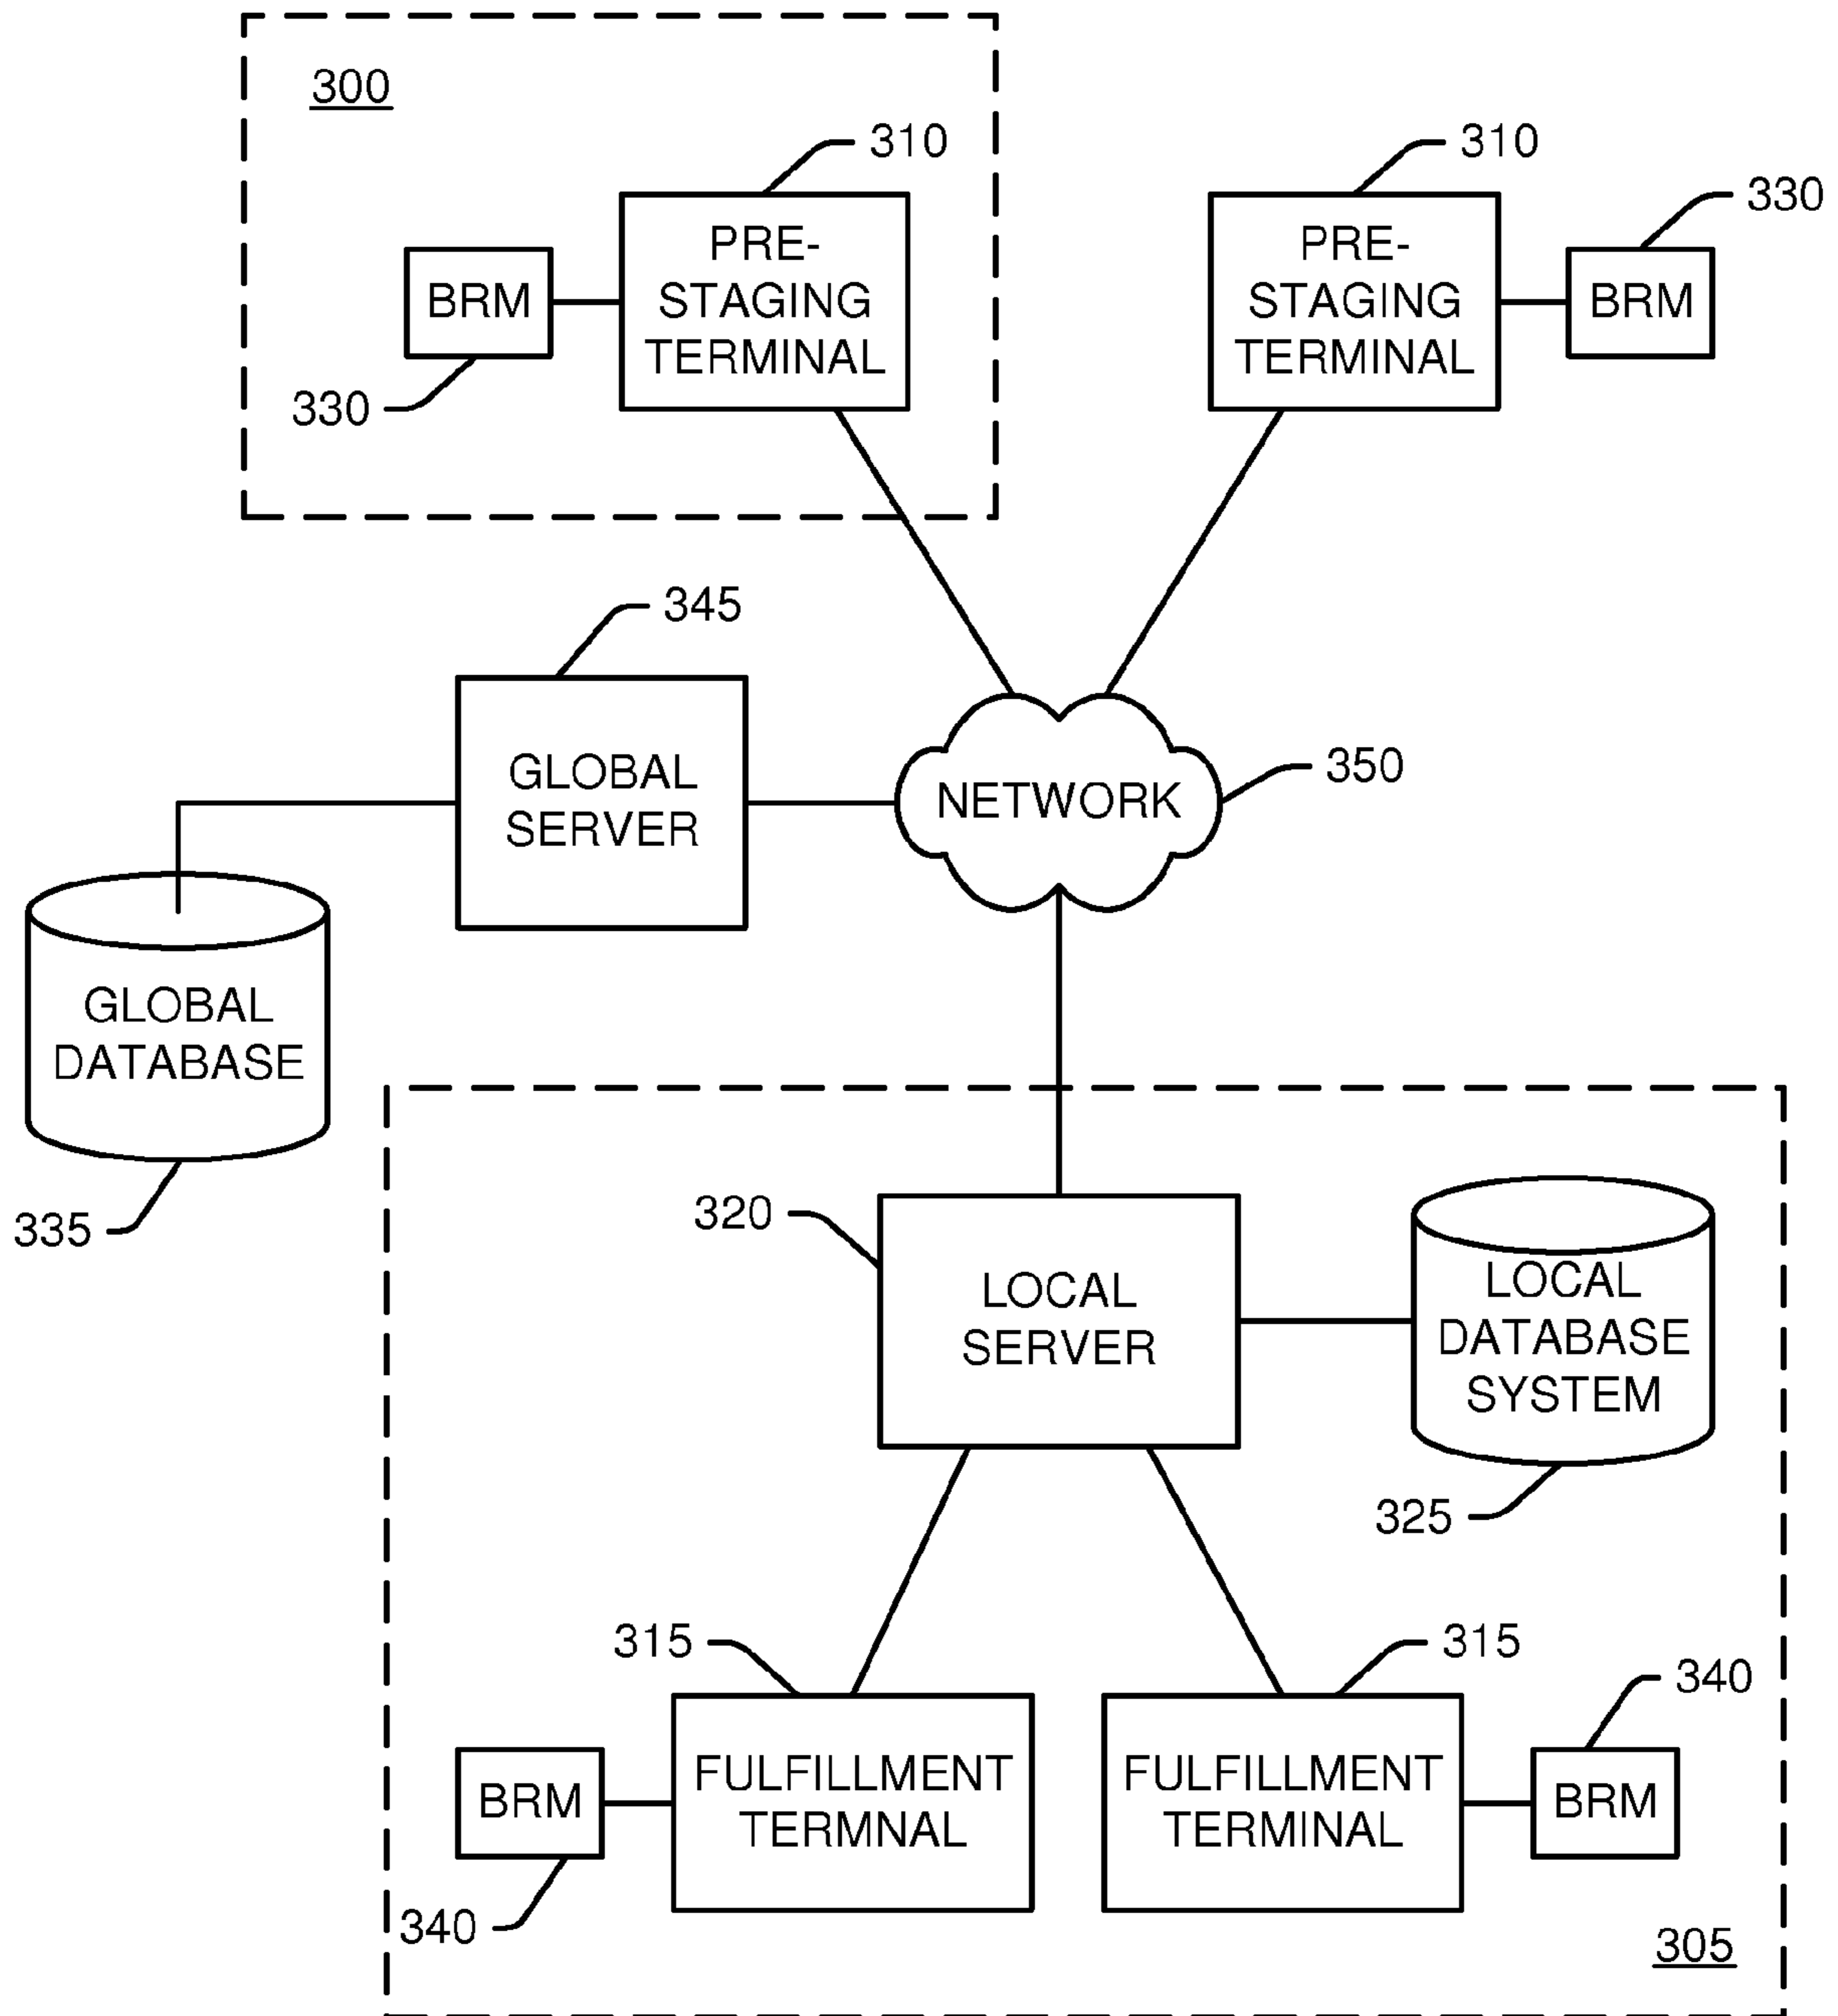 300
310
310
330
PRE-
STAGING
TERMINAL
BRM
330
PRE-
STAGING
TERMINAL
BRM
345
GLOBAL
SERVER
NETWORK
350
GLOBAL
DATABASE
335
320
LOCAL
SERVER
LOCAL
DATABASE
SYSTEM
325
315
315
340
FULFILLMENT
TERMNAL
BRM
340
FULFILLMENT
TERMINAL
BRM
305